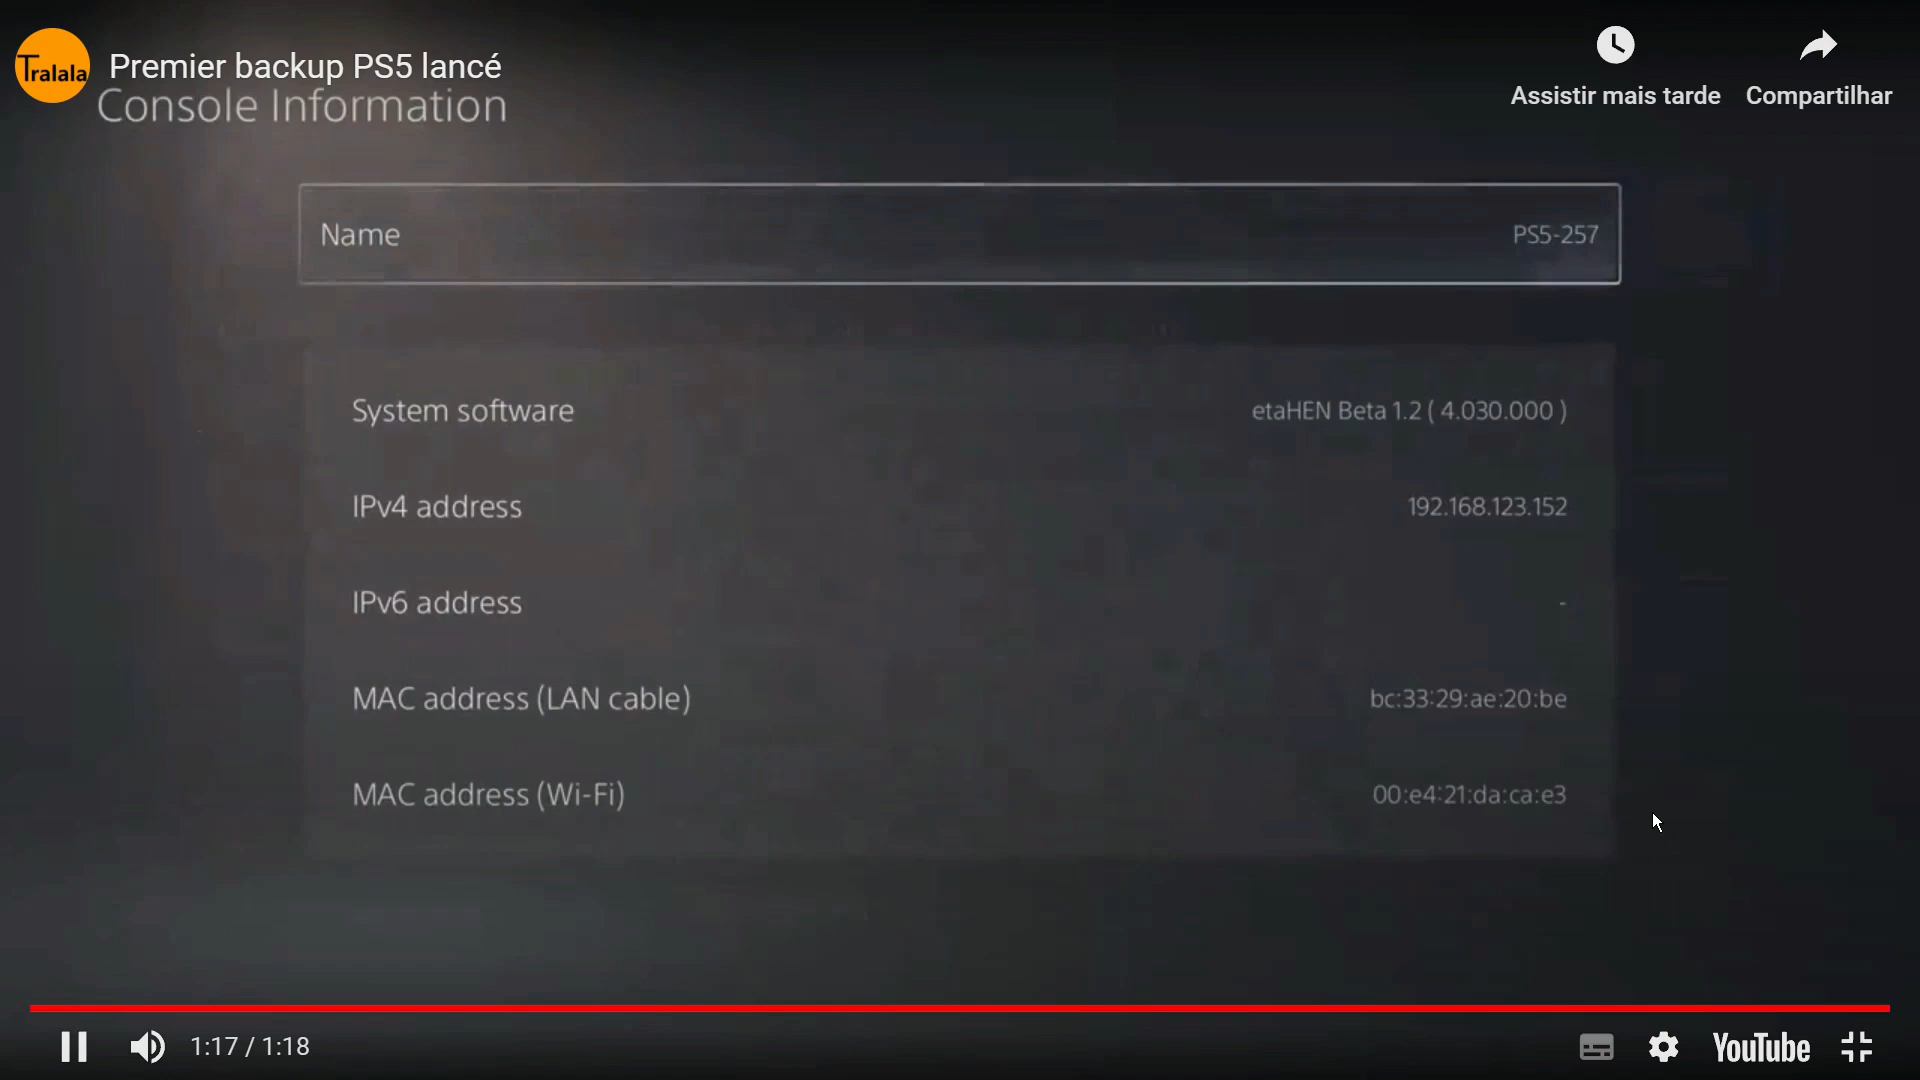 Tralala
Premier backup PS5 lancé
Assistir mais tarde
Compartilhar
Console Information
Name PS5-257
System software etaHEN Beta 1.2 ( 4.030.000 )
IPv4 address 192.168.123.152
IPv6 address -
MAC address (LAN cable) bc:33:29:ae:20:be
MAC address (Wi-Fi) 00:e4:21:da:ca:e3
1:17 / 1:18
YouTube